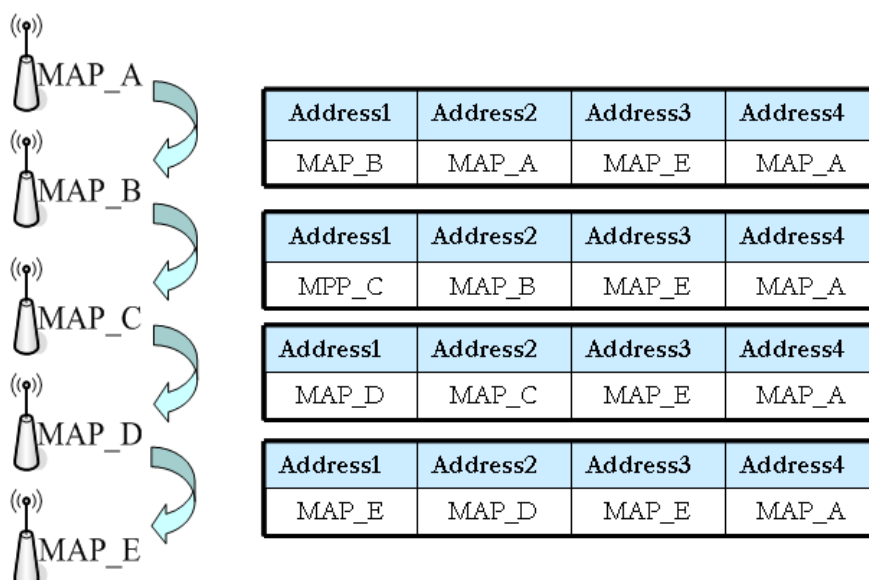 MAP_A
MAP_B
MAP_C
MAP_D
MAP_E
Address1 Address2 Address3 Address4
MAP_B MAP_A MAP_E MAP_A
Address1 Address2 Address3 Address4
MPP_C MAP_B MAP_E MAP_A
Address1 Address2 Address3 Address4
MAP_D MAP_C MAP_E MAP_A
Address1 Address2 Address3 Address4
MAP_E MAP_D MAP_E MAP_A